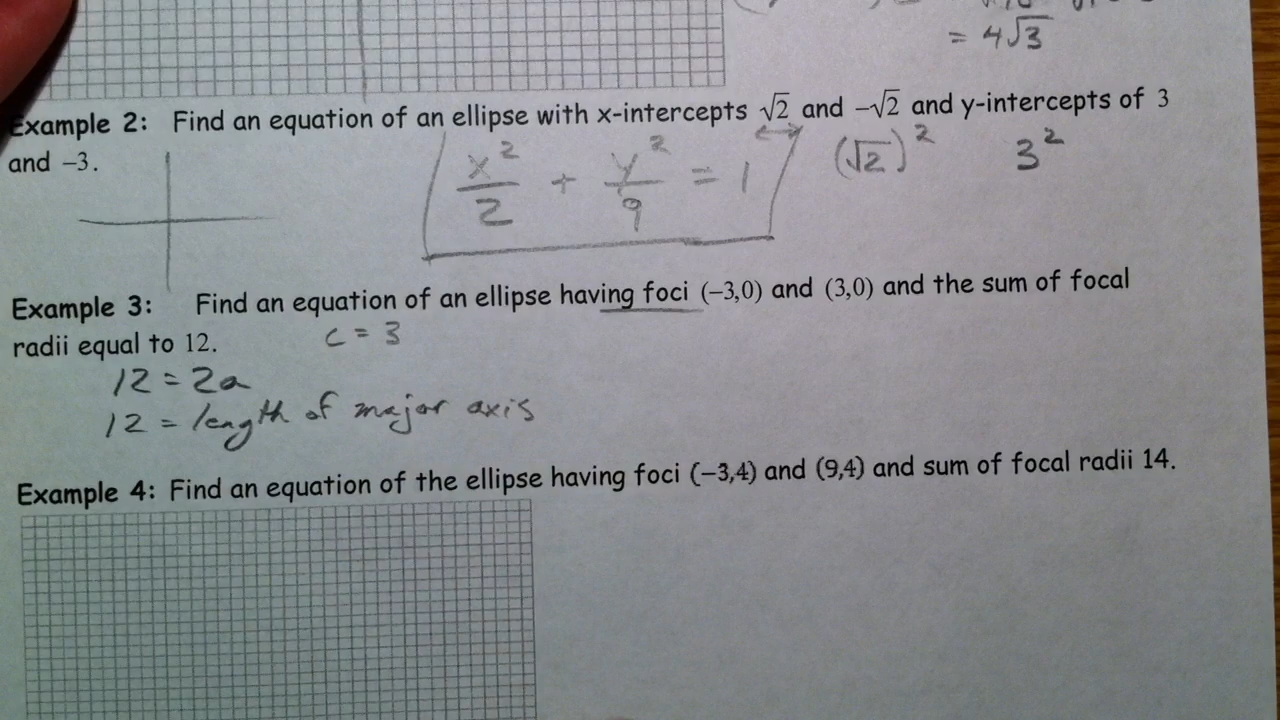 = 4√3
Example 2: Find an equation of an ellipse with x-intercepts √2 and −√2 and y-intercepts of 3
and −3.
x²/2 + y²/9 = 1
(√2)² 3²
Example 3: Find an equation of an ellipse having foci (−3,0) and (3,0) and the sum of focal
radii equal to 12.
c = 3
12 = 2a
12 = length of major axis
Example 4: Find an equation of the ellipse having foci (−3,4) and (9,4) and sum of focal radii 14.